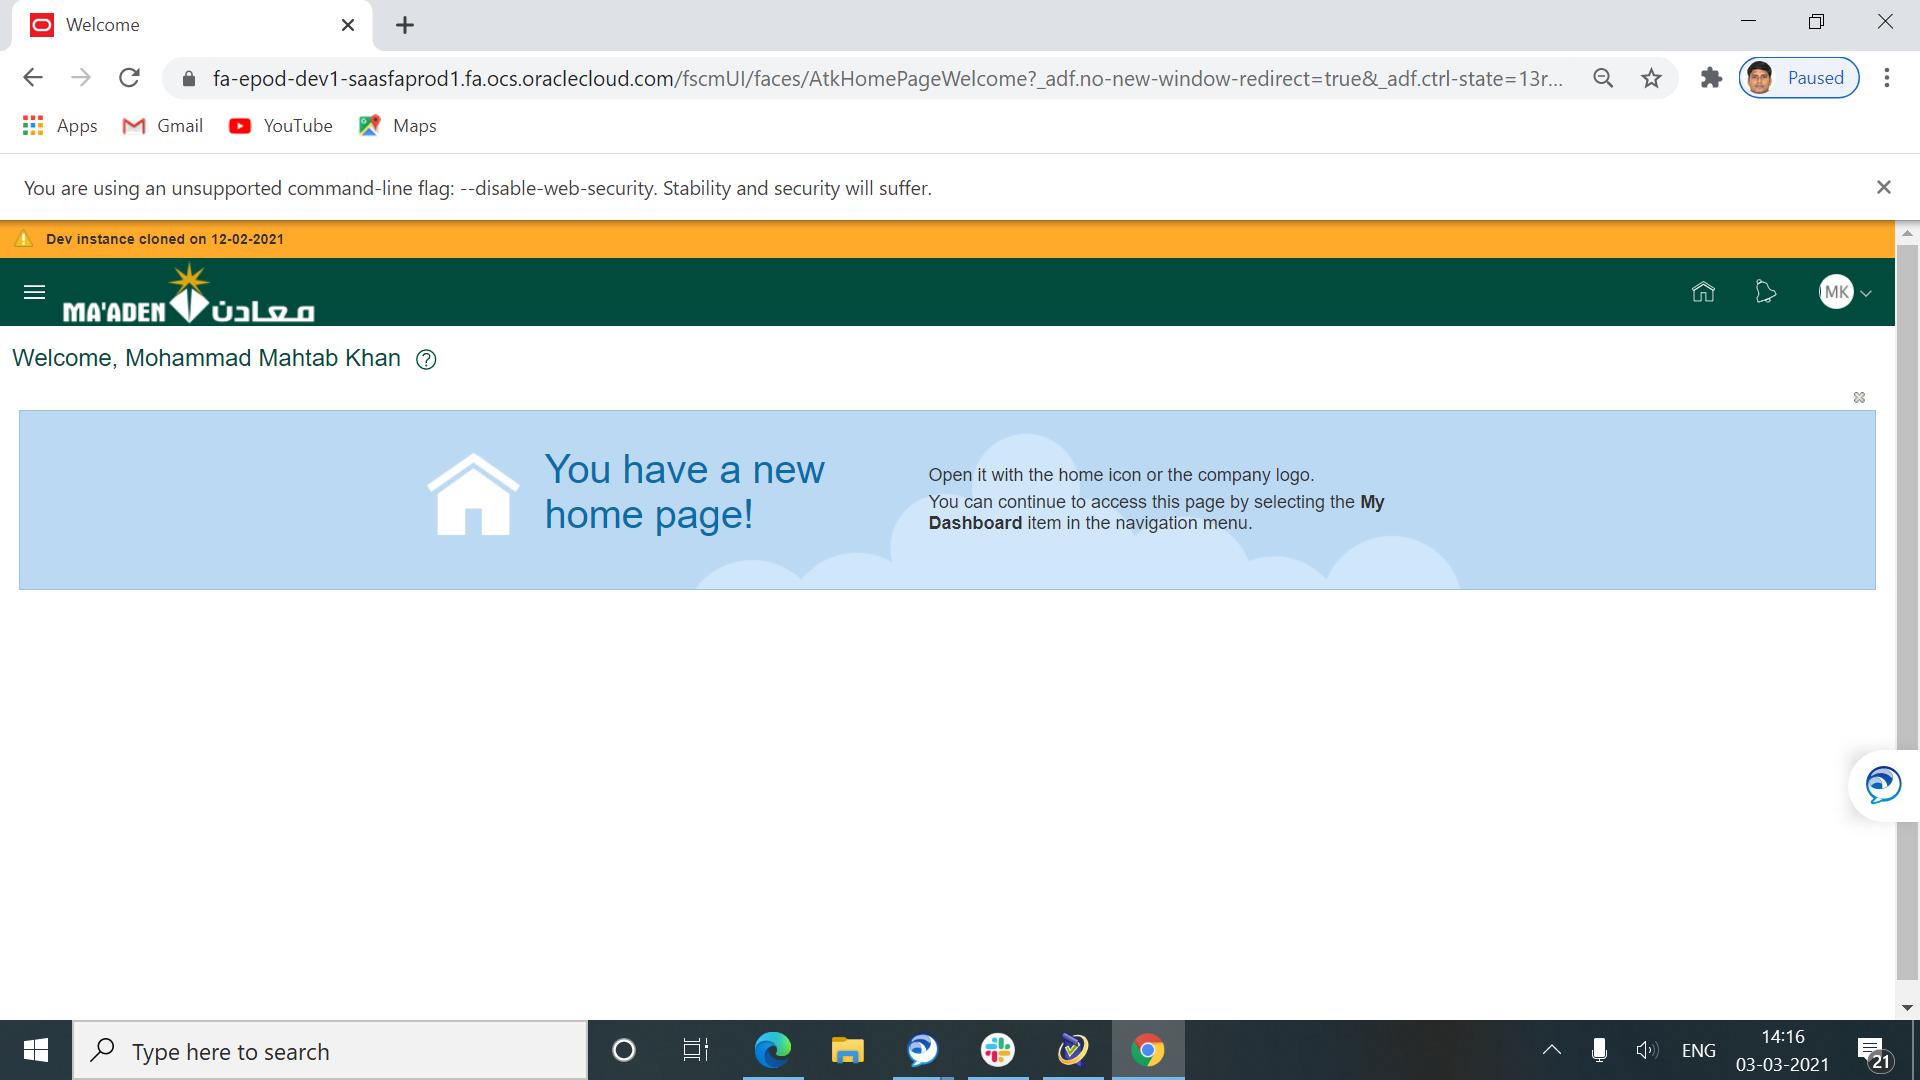 Welcome
fa-epod-dev1-saasfaprod1.fa.ocs.oraclecloud.com/fscmUI/faces/AtkHomePageWelcome?_adf.no-new-window-redirect=true&_adf.ctrl-state=13r...
Paused
Apps
Gmail
YouTube
Maps
You are using an unsupported command-line flag: --disable-web-security. Stability and security will suffer.
Dev instance cloned on 12-02-2021
MA'ADEN معادن
MK
Welcome, Mohammad Mahtab Khan
You have a new
home page!
Open it with the home icon or the company logo.
You can continue to access this page by selecting the My
Dashboard item in the navigation menu.
Type here to search
ENG
14:16
03-03-2021
21